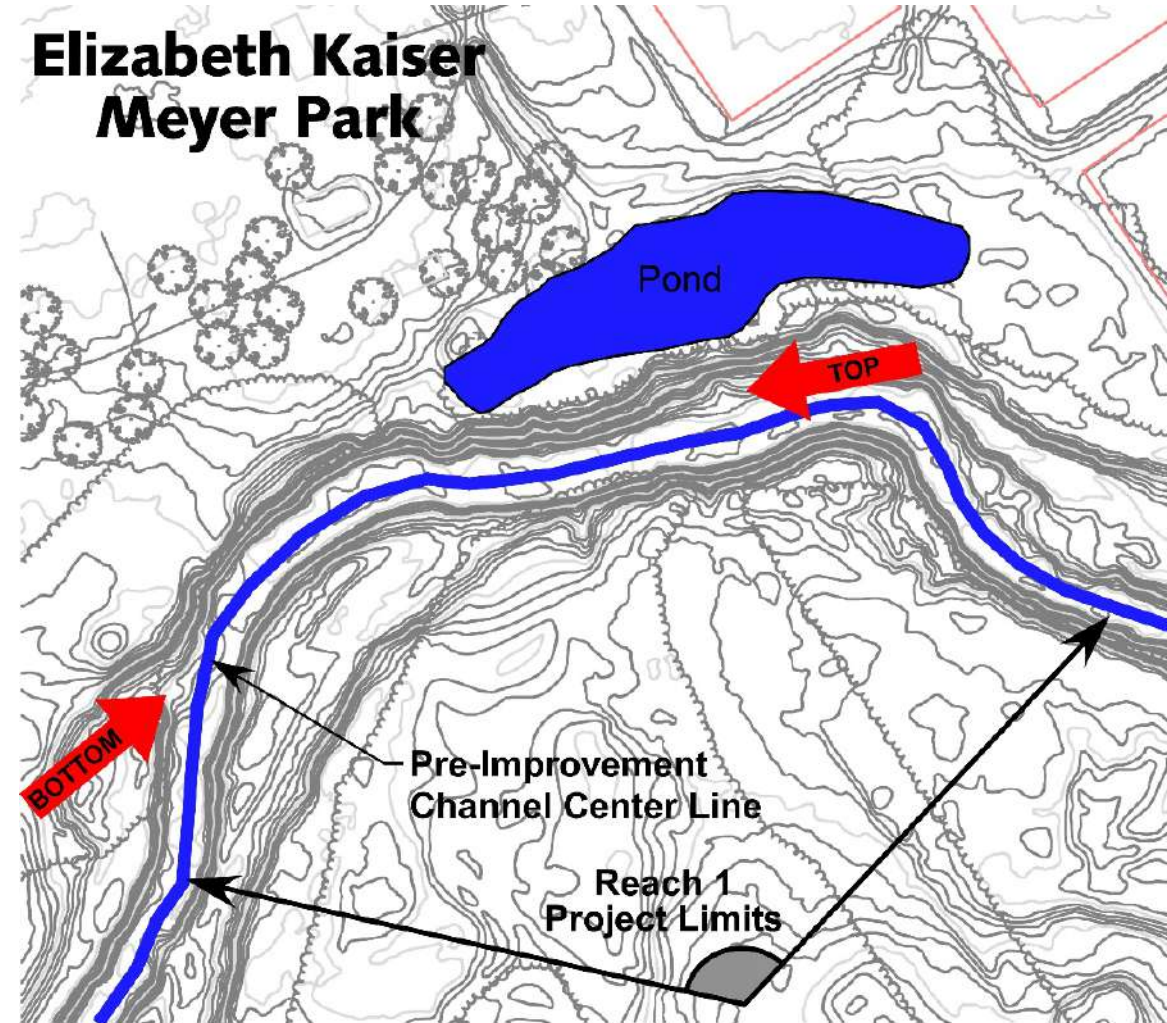 Elizabeth Kaiser
Meyer Park
Pond
TOP
BOTTOM
Pre-Improvement
Channel Center Line
Reach 1
Project Limits